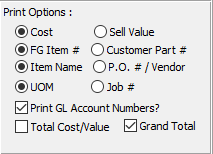 Print Options :
Cost Sell Value
FG Item # Customer Part #
Item Name P.O. # / Vendor
UOM Job #
Print GL Account Numbers?
Total Cost/Value Grand Total